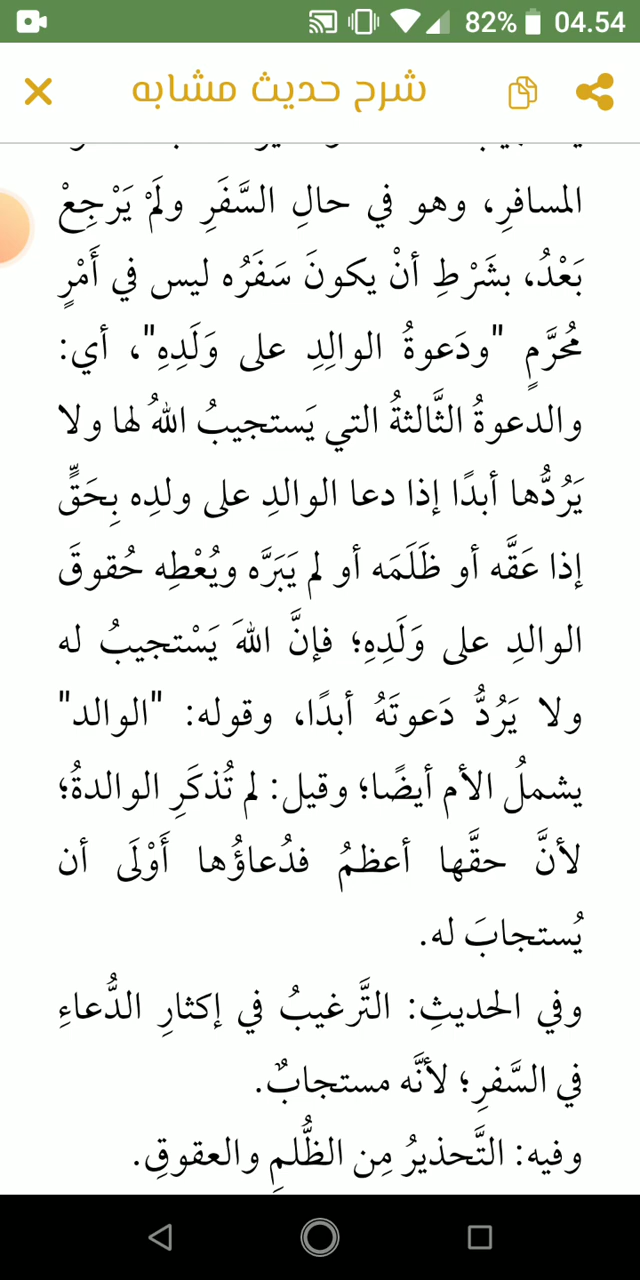 82% 04.54
شرح حديث مشابه
المسافرِ، وهو في حالِ السَّفَرِ ولَمْ يَرْجِعْ
بَعْدُ، بشَرْطِ أنْ يكونَ سَفَرُه ليس في أَمْرٍ
مُحرَّمٍ "ودَعوةُ الوالِدِ على وَلَدِهِ"، أي:
والدعوةُ الثَّالثةُ التي يَستجيبُ اللهُ لها ولا
يَرُدُّها أبدًا إذا دعا الوالدِ على ولدِه بِحَقٍّ
إذا عَقَّه أو ظَلَمَه أو لم يَبَرَّه ويُعْطِه حُقوقَ
الوالدِ على وَلَدِهِ؛ فإنَّ اللهَ يَسْتجيبُ له
ولا يَرُدُّ دَعوتَهُ أبدًا، وقوله: "الوالد"
يشملُ الأم أيضًا؛ وقيل: لم تُذكَرِ الوالدةُ؛
لأنَّ حقَّها أعظمُ فدُعاؤُها أَوْلَى أن
يُستجابَ له.
وفي الحديثِ: التَّرغيبُ في إكثارِ الدُّعاءِ
في السَّفرِ؛ لأنَّه مستجابٌ.
وفيه: التَّحذيرُ مِن الظُّلمِ والعقوقِ.